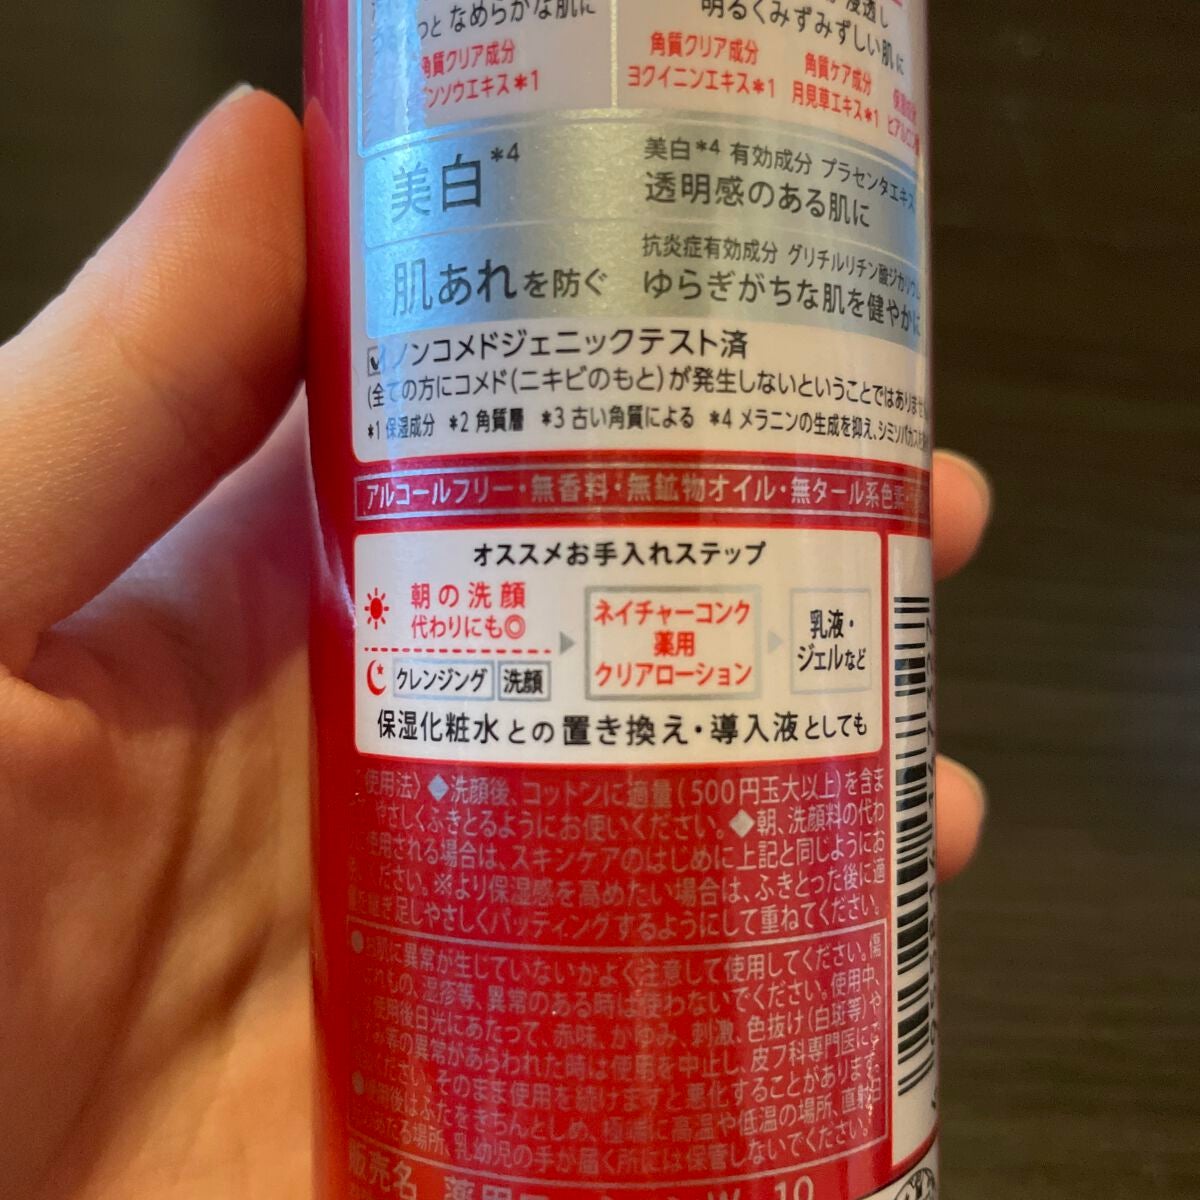 つと なめらかな肌に
浸透し
明るくみずみずしい肌に
角質クリア成分
ンソウエキス*1
角質クリア成分
ヨクイニンエキス*1
角質ケア成分
月見草エキス*1
美白*4
美白*4 有効成分 プラセンタエキス
透明感のある肌に
肌あれを防ぐ
抗炎症有効成分 グリチルリチン酸ジカリウム
ゆらぎがちな肌を健やかに
ノンコメドジェニックテスト済
(全ての方にコメド(ニキビのもと)が発生しないということではありません
*1 保湿成分 *2 角質層 *3 古い角質による *4 メラニンの生成を抑え、シミソバカスを
アルコールフリー・無香料・無鉱物オイル・無タール系色素
オススメお手入れステップ
朝の洗顔
代わりにも◎
クレンジング 洗顔
ネイチャーコンク
薬用
クリアローション
乳液・
ジェルなど
保湿化粧水との置き換え・導入液としても
使用法〉◆洗顔後、コットンに適量(500円玉大以上)を含ま
やさしくふきとるようにお使いください。◆朝、洗顔料の代わ
使用される場合は、スキンケアのはじめに上記と同じようにお
ください。※より保湿感を高めたい場合は、ふきとった後に適
継ぎ足しやさしくパッティングするようにして重ねてください。
●お肌に異常が生じていないかよく注意して使用してください。傷
れもの、湿疹等、異常のある時は使わないでください。使用中、
使用後日光にあたって、赤味、かゆみ、刺激、色抜け(白斑等)や
の異常があらわれた時は使用を中止し、皮フ科専門医にご
ください。そのまま使用を続けますと悪化することがあります。
●使用後はふたをきちんとしめ、極端に高温や低温の場所、直射日
あたる場所、乳幼児の手が届く所には保管しないでください。
販売名